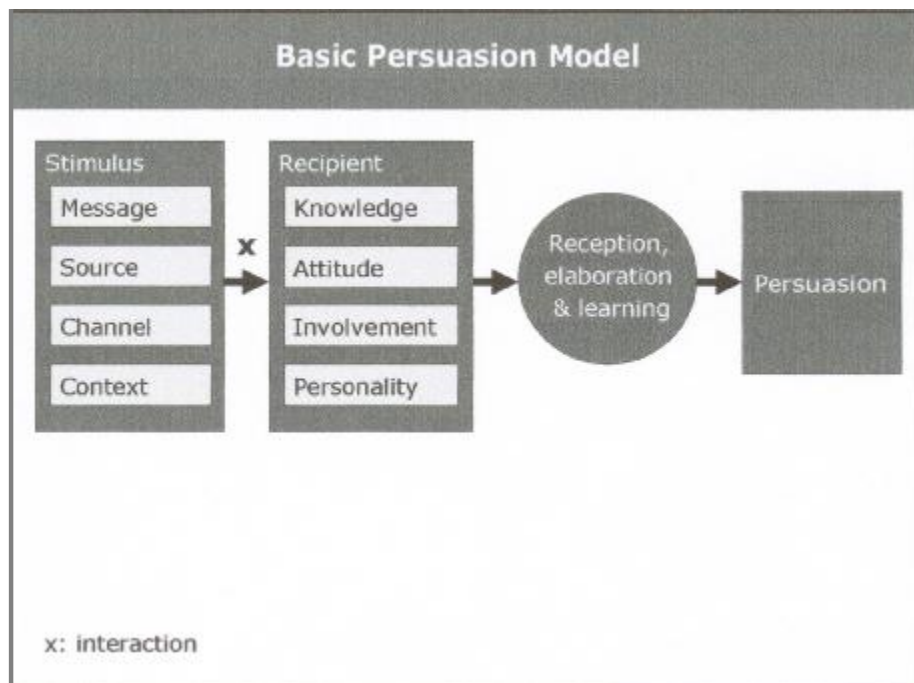 Basic Persuasion Model
Stimulus
Message
Source
Channel
Context
x
Recipient
Knowledge
Attitude
Involvement
Personality
Reception,
elaboration
& learning
Persuasion
x: interaction